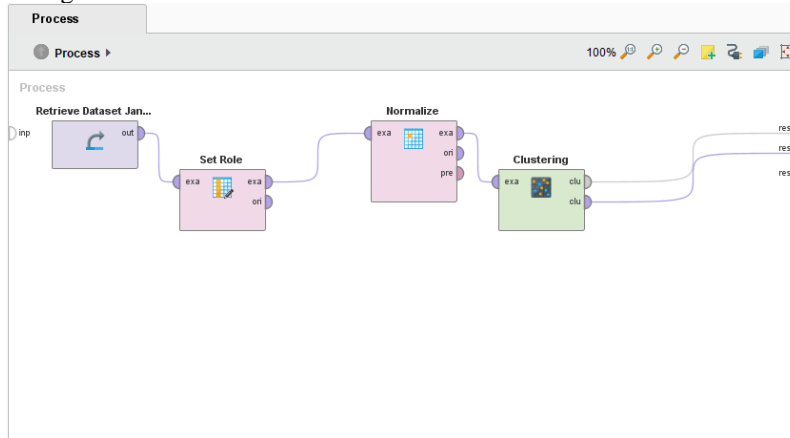 Process
Process
100%
Process
Retrieve Dataset Jan...
inp
out
Set Role
exa
exa
ori
Normalize
exa
exa
ori
pre
Clustering
exa
clu
clu
res
res
res